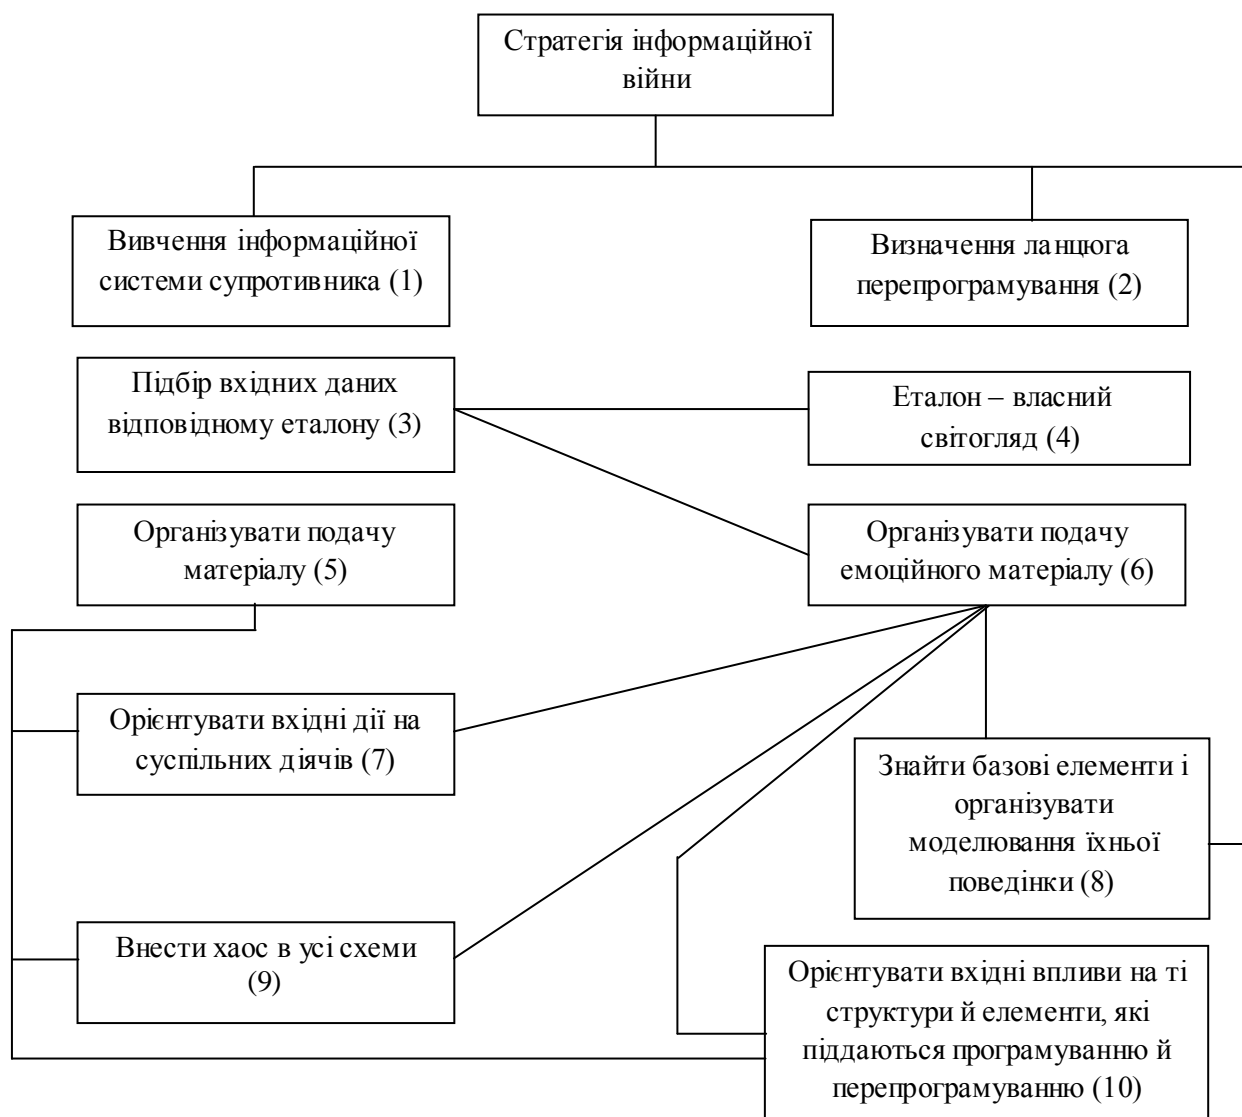 Стратегія інформаційної
війни
Вивчення інформаційної
системи супротивника (1)
Визначення ланцюга
перепрограмування (2)
Підбір вхідних даних
відповідному еталону (3)
Еталон – власний
світогляд (4)
Організувати подачу
матеріалу (5)
Організувати подачу
емоційного матеріалу (6)
Орієнтувати вхідні дії на
суспільних діячів (7)
Знайти базові елементи і
організувати
моделювання їхньої
поведінки (8)
Внести хаос в усі схеми
(9)
Орієнтувати вхідні впливи на ті
структури й елементи, які
піддаються програмуванню й
перепрограмуванню (10)